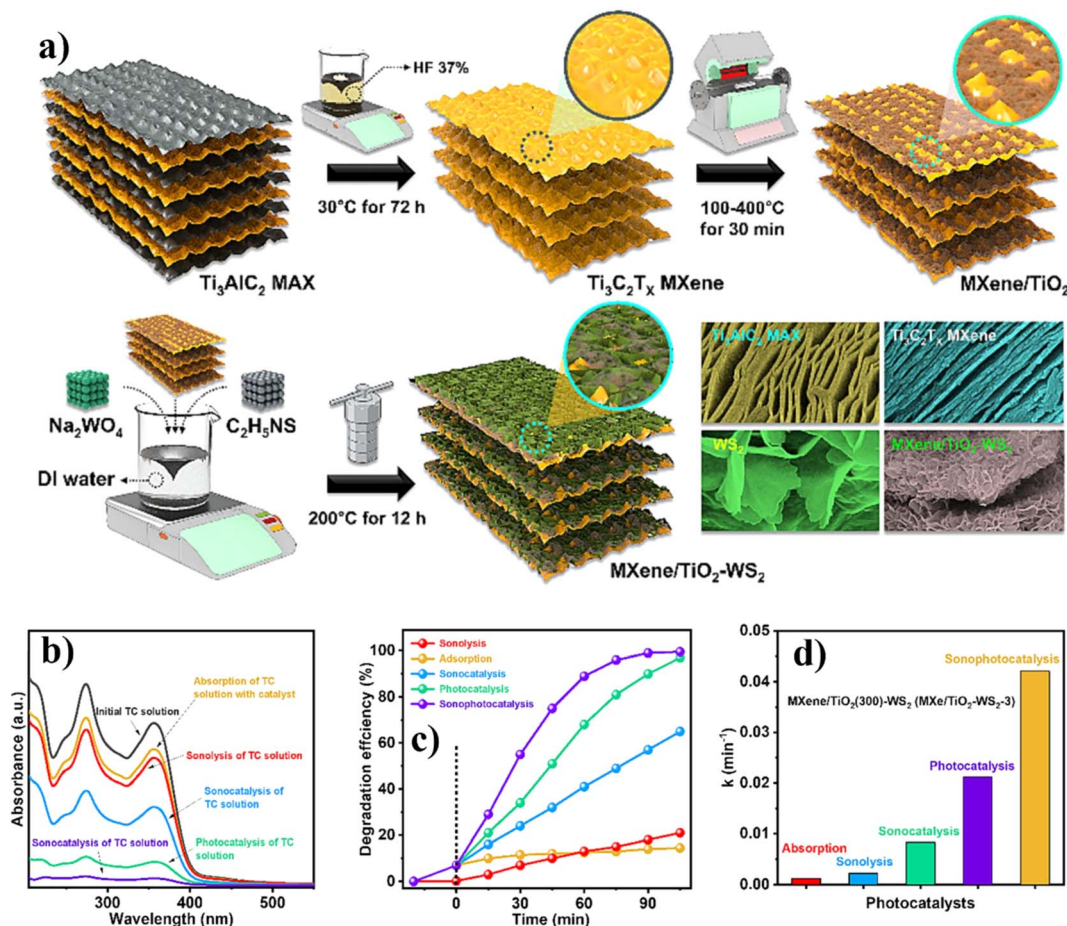 a)
HF 37%
30°C for 72 h
100-400°C
for 30 min
Ti₃AlC₂ MAX
Ti₃C₂Tₓ MXene
MXene/TiO₂
Na₂WO₄
C₂H₅NS
DI water
200°C for 12 h
MXene/TiO₂-WS₂
Ti₃AlC₂ MAX
Ti₃C₂Tₓ MXene
WS₂
MXene/TiO₂-WS₂
b)
Absorbance (a.u.)
Initial TC solution
Absorption of TC
solution with catalyst
Sonolysis of TC solution
Sonocatalysis of
TC solution
Sonocatalysis of TC solution
Photocatalysis of TC
solution
300 400 500
Wavelength (nm)
c)
Degradation effciency (%)
Sonolysis
Adsorption
Sonocatalysis
Photocatalysis
Sonophotocatalysis
100
80
60
40
20
0
0 30 60 90
Time (min)
d)
k (min⁻¹)
0.05
0.04
0.03
0.02
0.01
0.00
Sonophotocatalysis
MXene/TiO₂(300)-WS₂ (MXe/TiO₂-WS₂-3)
Photocatalysis
Sonocatalysis
Absorption
Sonolysis
Photocatalysts